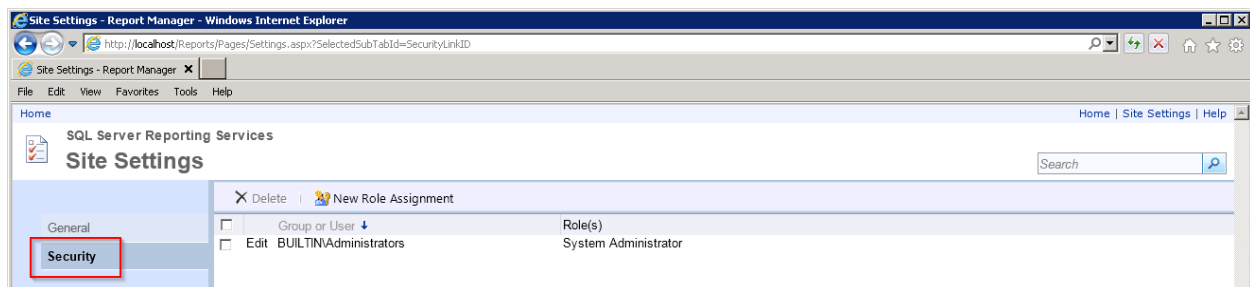 Site Settings - Report Manager - Windows Internet Explorer
http://localhost/Reports/Pages/Settings.aspx?SelectedSubTabId=SecurityLinkID
Site Settings - Report Manager
File Edit View Favorites Tools Help
Home Home | Site Settings | Help
SQL Server Reporting Services
Site Settings
Search
Delete | New Role Assignment
General
Group or User Role(s)
Security
Edit BUILTIN\Administrators System Administrator